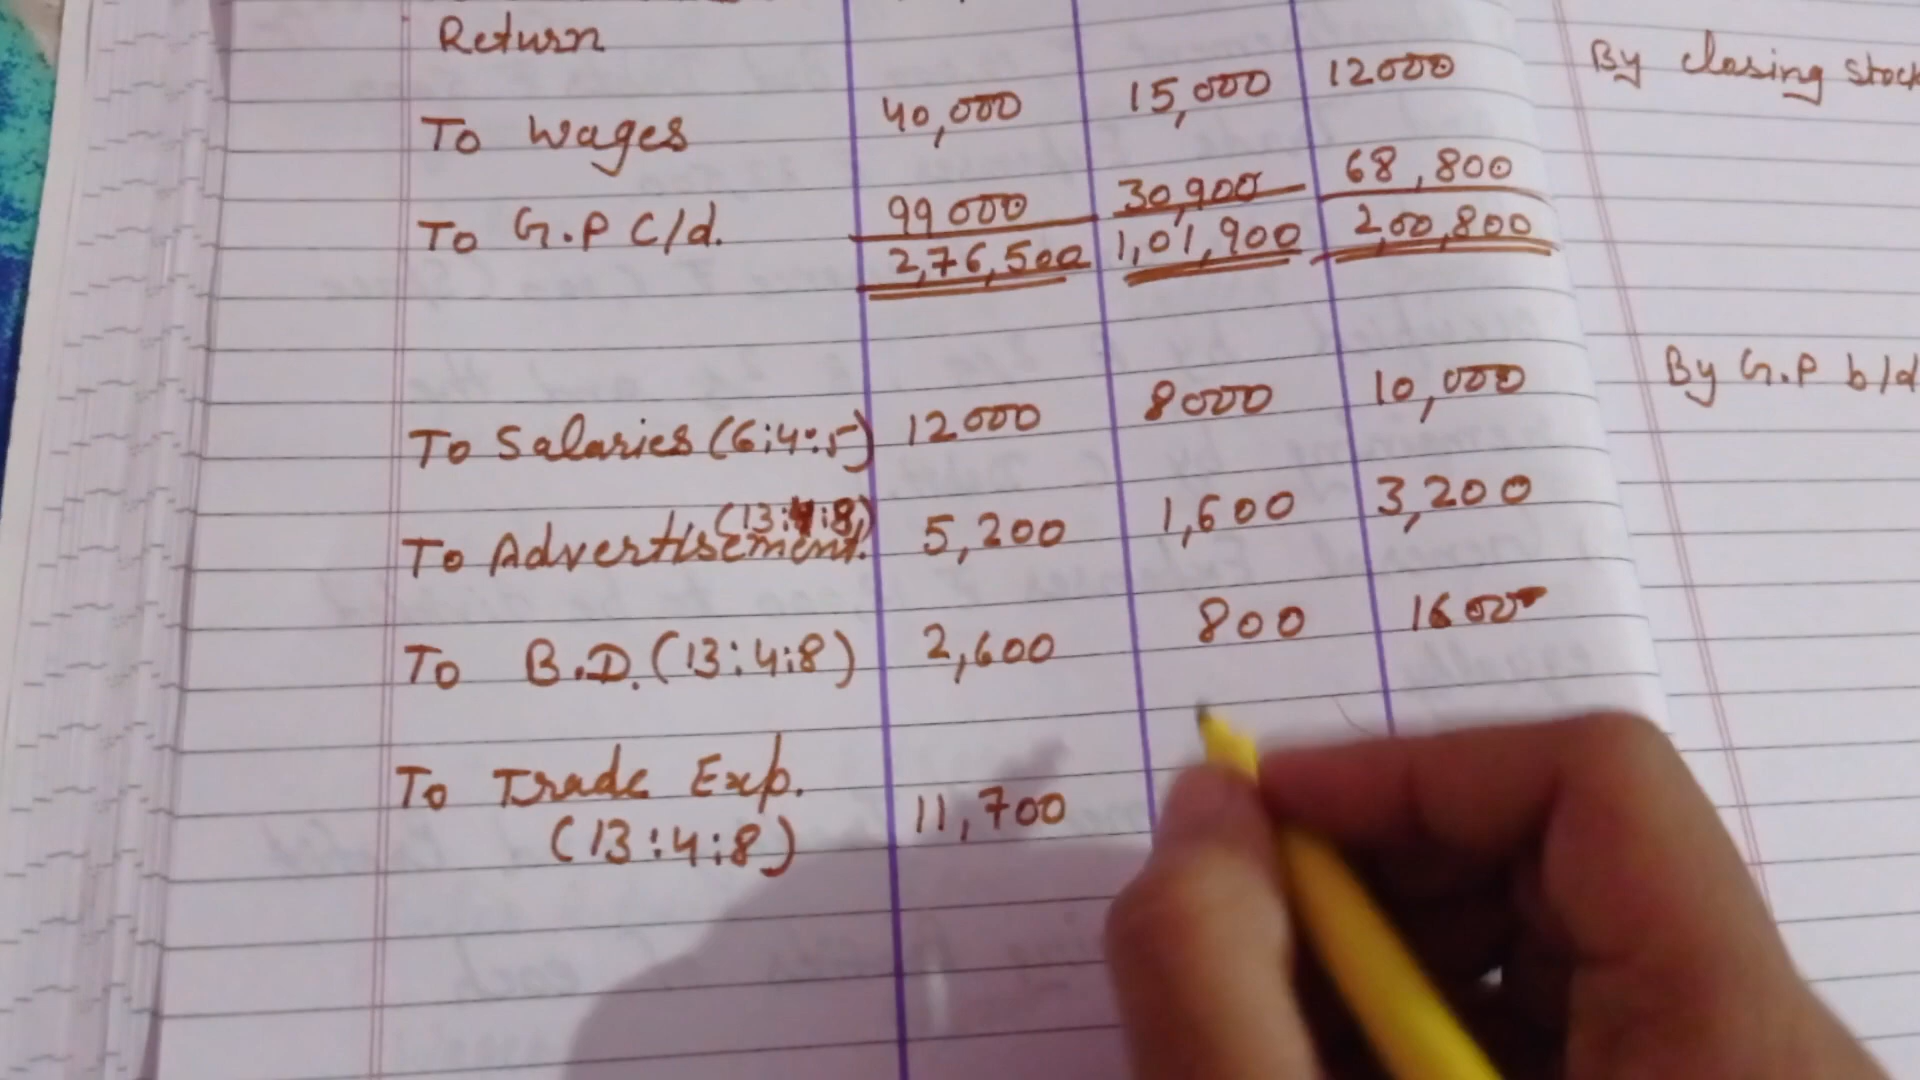 Return
To Wages 40,000 15,000 12000 By closing Stock
To G.P C/d. 99000 30,900 68,800
2,76,500 1,01,900 2,00,800
By G.P b/d
To Salaries (6:4:5) 12000 8000 10,000
To Advertisement. (13:4:8) 5,200 1,600 3,200
To B.D. (13:4:8) 2,600 800 1600
To Trade Exp. 11,700
(13:4:8)